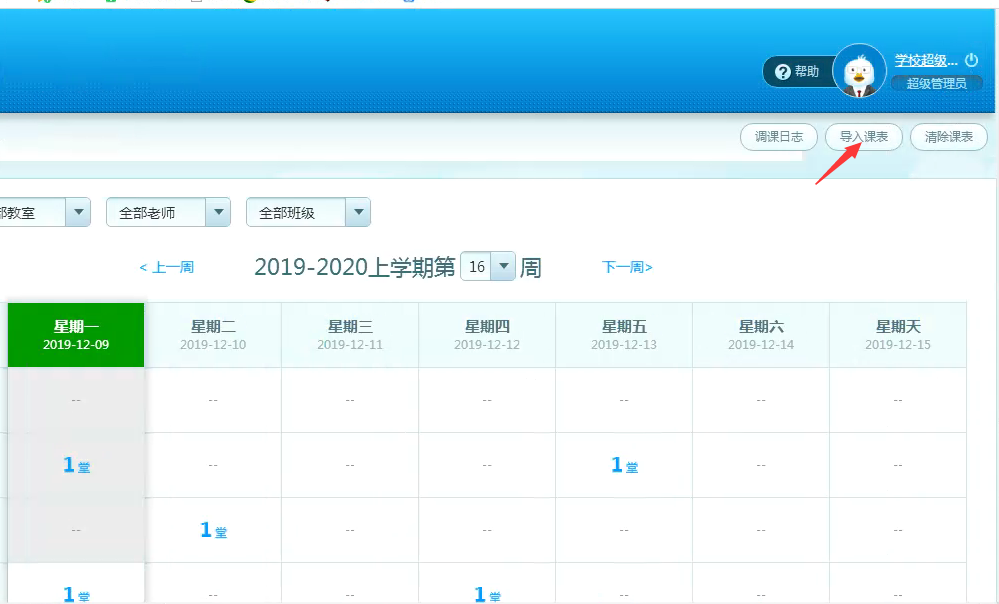 帮助
学校超级...
超级管理员
调课日志 导入课表 清除课表
部教室 全部老师 全部班级
< 上一周 2019-2020上学期第 16 周 下一周>
星期一 星期二 星期三 星期四 星期五 星期六 星期天
2019-12-09 2019-12-10 2019-12-11 2019-12-12 2019-12-13 2019-12-14 2019-12-15
-- -- -- -- -- -- --
1堂 -- -- -- 1堂 -- --
-- 1堂 -- -- -- -- --
1堂 -- -- 1堂 -- -- --